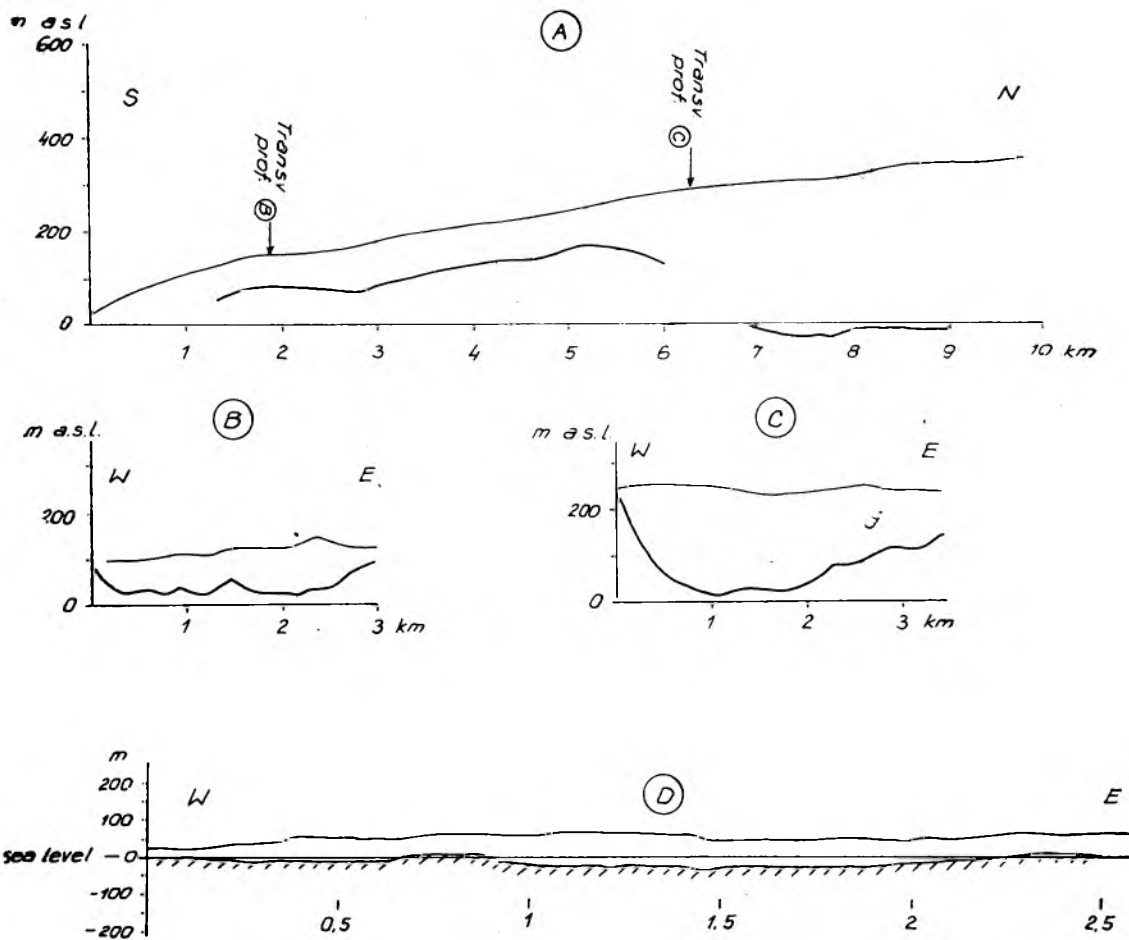 m a s l
600
A
S
Transv
prof. B
Transv
prof. C
N
400
200
0
1 2 3 4 5 6 7 8 9 10 km
B
m a.s.l.
W E
200
0
1 2 3 km
C
m a.s.l.
W E
200
0
1 2 3 km
m
200
W
D
E
100
sea level — 0
-100
-200
0,5 1 1,5 2 2,5